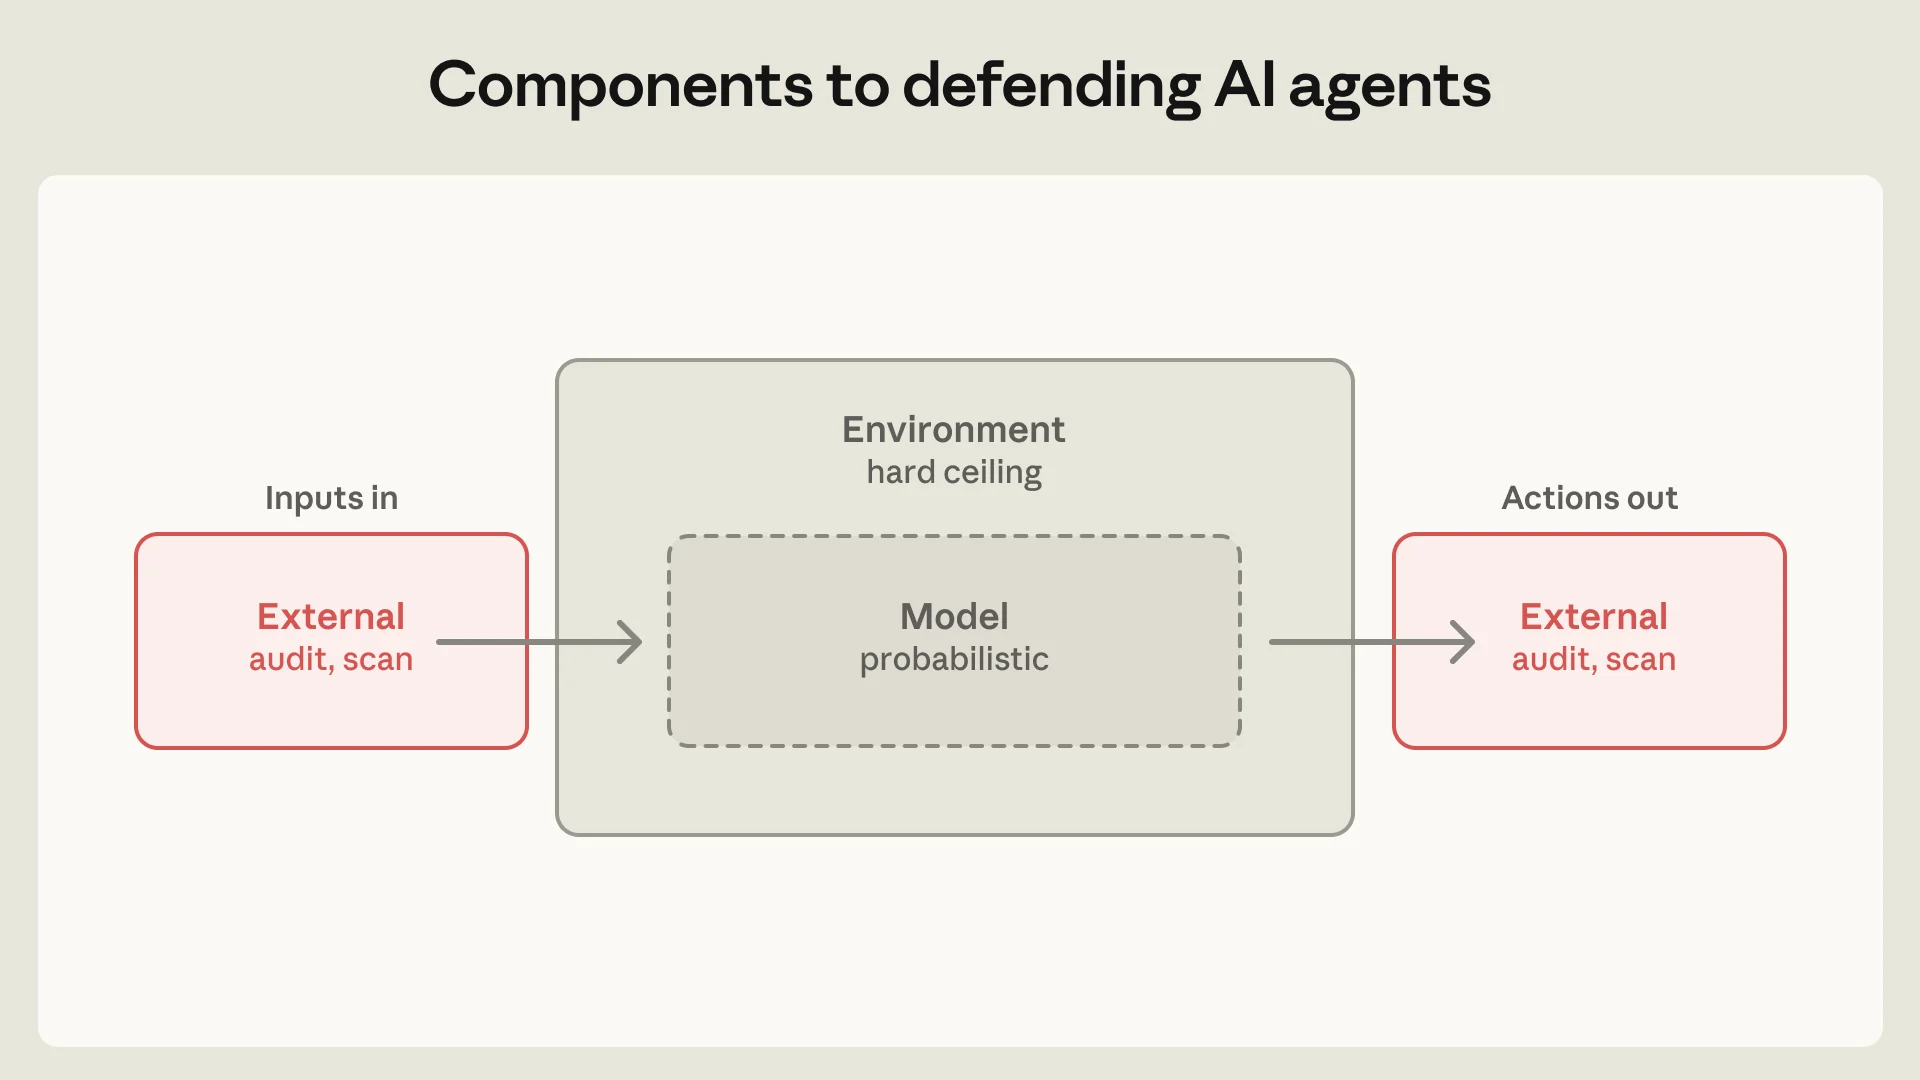 Components to defending AI agents
Environment
hard ceiling
Inputs in
Actions out
External
audit, scan
Model
probabilistic
External
audit, scan